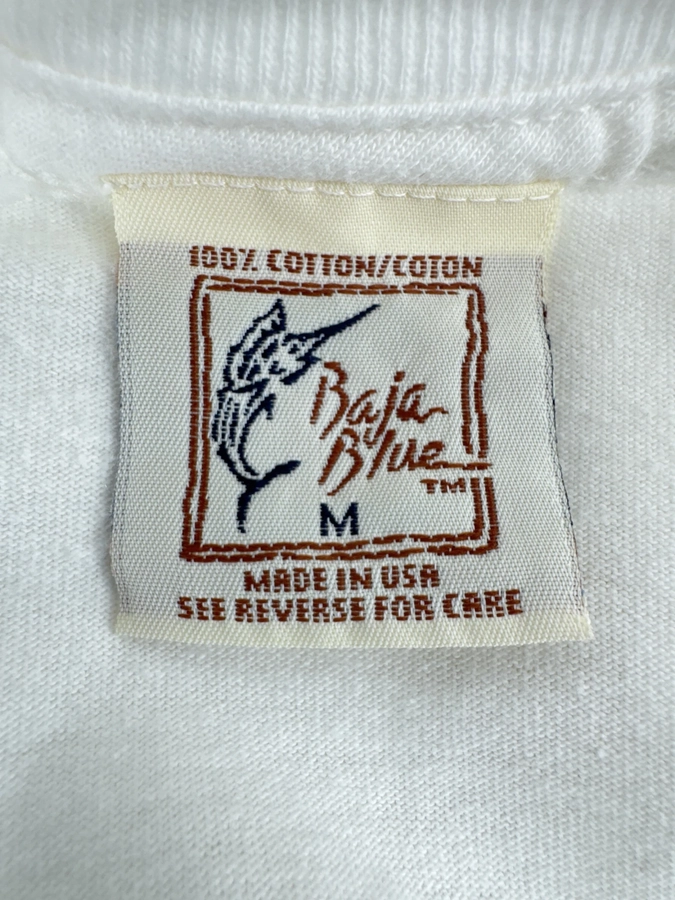 100% COTTON/COTON
Baja
Blue
TM
M
MADE IN USA
SEE REVERSE FOR CARE